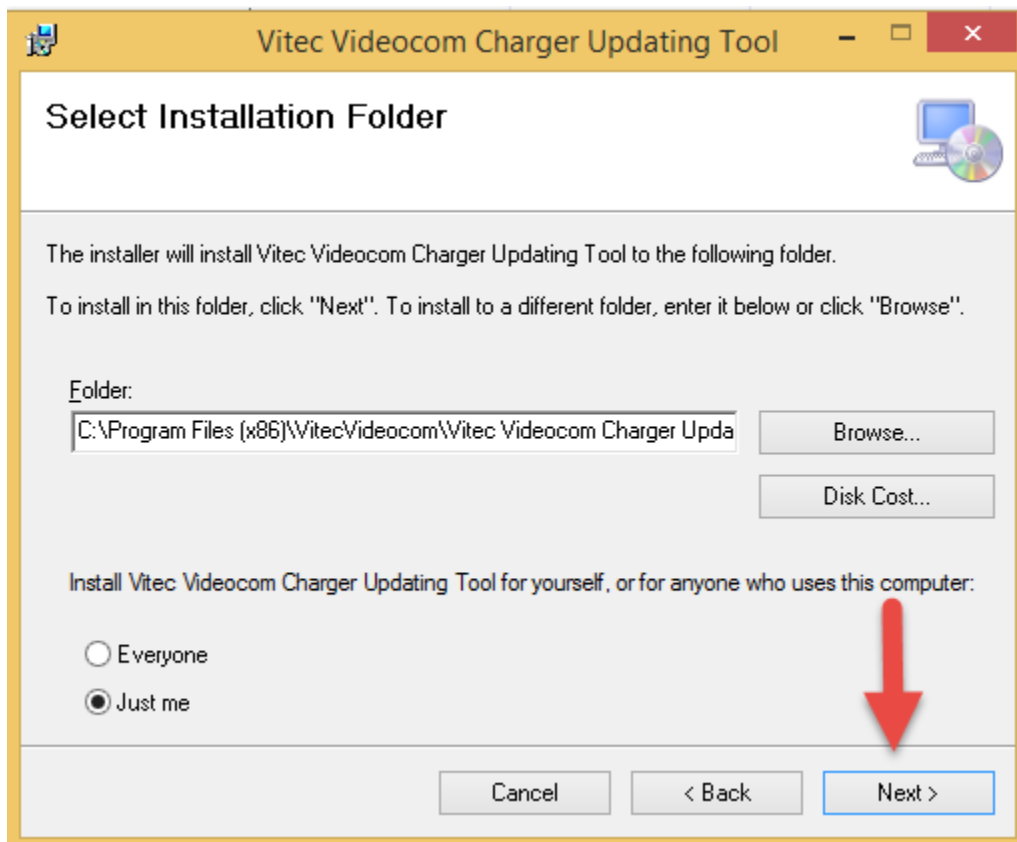 Vitec Videocom Charger Updating Tool
Select Installation Folder
The installer will install Vitec Videocom Charger Updating Tool to the following folder.
To install in this folder, click "Next". To install to a different folder, enter it below or click "Browse".
Folder:
C:\Program Files (x86)\VitecVideocom\Vitec Videocom Charger Upda
Browse...
Disk Cost...
Install Vitec Videocom Charger Updating Tool for yourself, or for anyone who uses this computer:
Everyone
Just me
Cancel
< Back
Next >